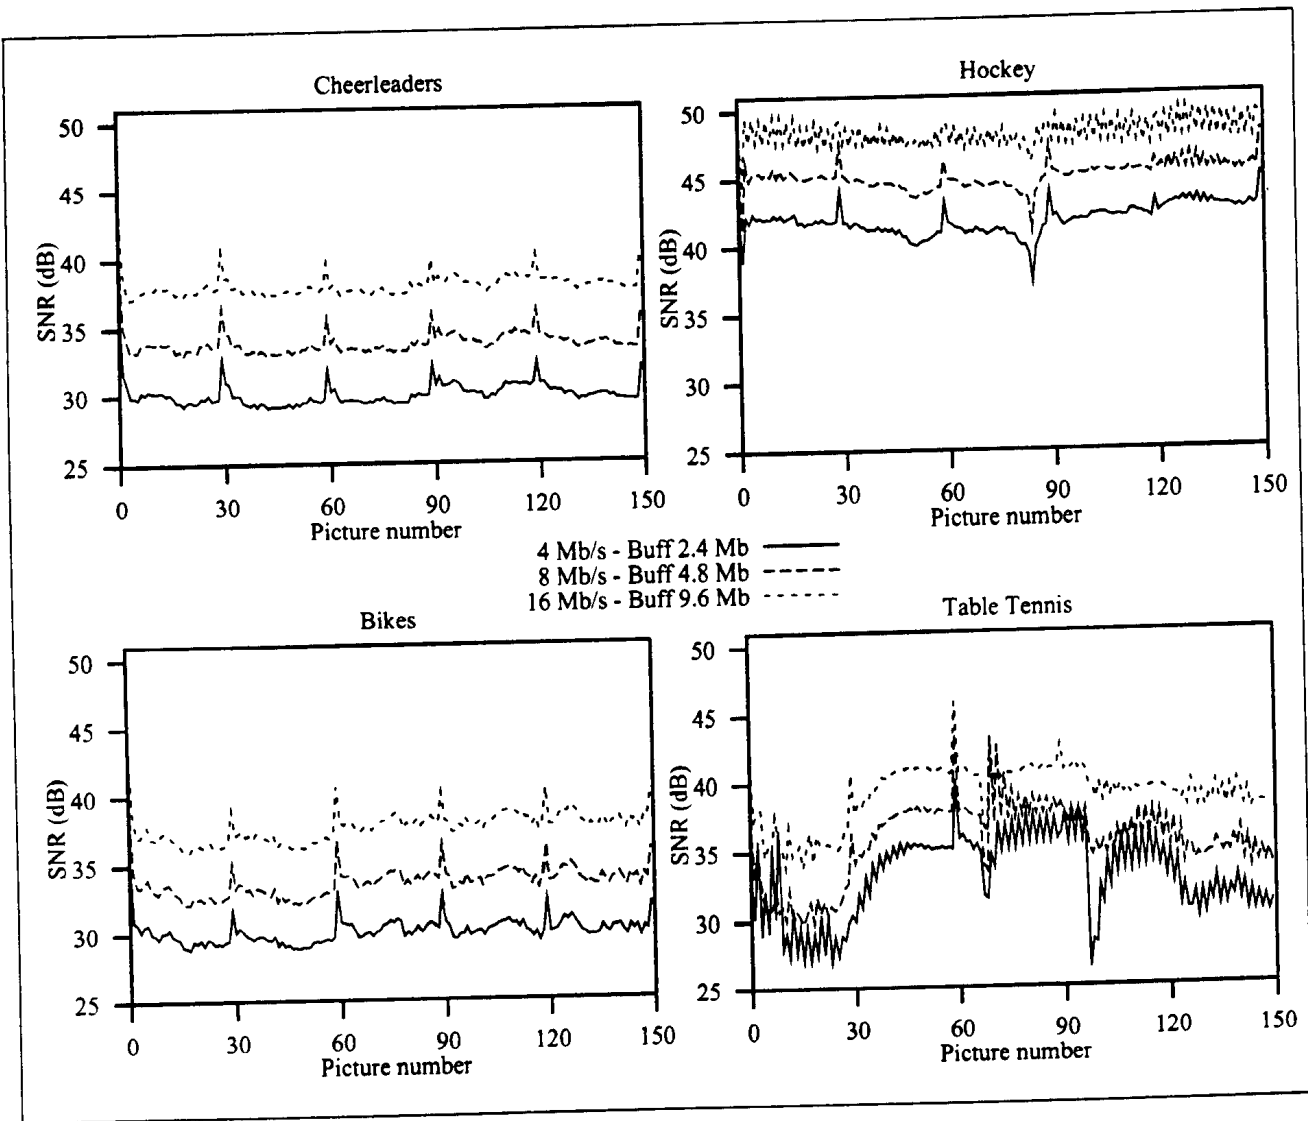 Cheerleaders
50
45
40
35
30
25
SNR (dB)
0 30 60 90 120 150
Picture number
Hockey
50
45
40
35
30
25
SNR (dB)
0 30 60 90 120 150
Picture number
4 Mb/s - Buff 2.4 Mb
8 Mb/s - Buff 4.8 Mb
16 Mb/s - Buff 9.6 Mb
Bikes
50
45
40
35
30
25
SNR (dB)
0 30 60 90 120 150
Picture number
Table Tennis
50
45
40
35
30
25
SNR (dB)
0 30 60 90 120 150
Picture number